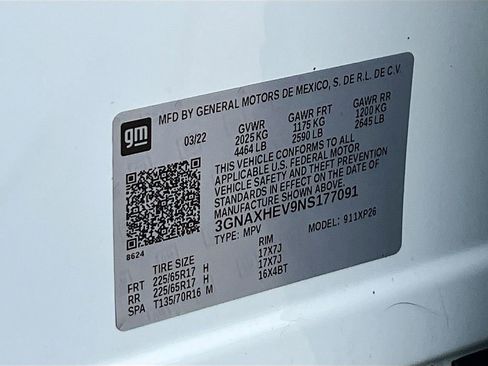 MFD BY GENERAL MOTORS DE MEXICO, S. DE R.L. DE C.V.
gm
03/22 GVWR GAWR FRT GAWR RR
2025 KG 1175 KG 1200 KG
4464 LB 2590 LB 2645 LB
THIS VEHICLE CONFORMS TO ALL
APPLICABLE U.S. FEDERAL MOTOR
VEHICLE SAFETY AND THEFT PREVENTION
STANDARDS IN EFFECT ON THE DATE OF
MANUFACTURE SHOWN ABOVE.
3GNAXHEV9NS177091
TYPE: MPV MODEL: 911XP26
8624
TIRE SIZE RIM
FRT 225/65R17 H 17X7J
RR 225/65R17 H 17X7J
SPA T135/70R16 M 16X4BT